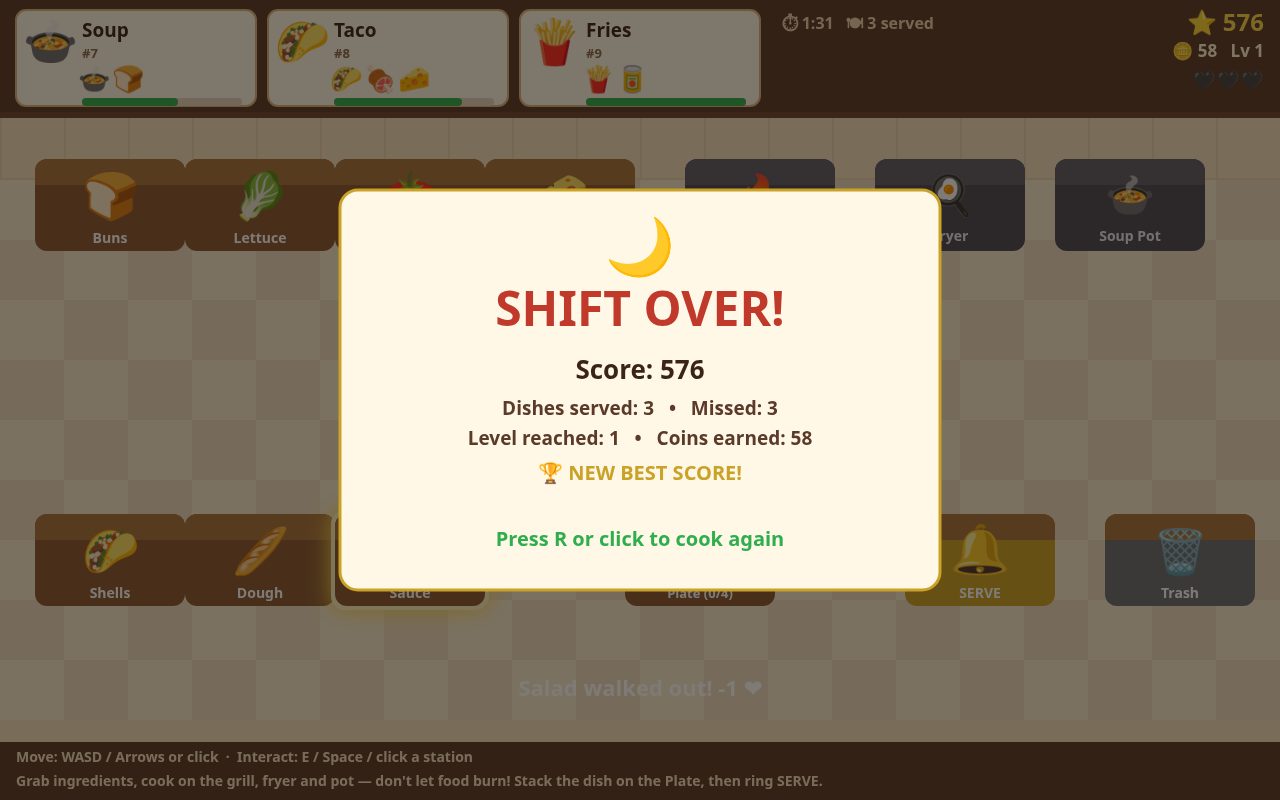 Soup
#7
Taco
#8
Fries
#9
1:31 3 served
576
58 Lv 1
Buns
Lettuce
Soup Pot
SHIFT OVER!
Score: 576
Dishes served: 3 • Missed: 3
Level reached: 1 • Coins earned: 58
NEW BEST SCORE!
Press R or click to cook again
Shells
Dough
Sauce
Plate (0/4)
SERVE
Trash
Salad walked out! -1 ❤
Move: WASD / Arrows or click · Interact: E / Space / click a station
Grab ingredients, cook on the grill, fryer and pot — don't let food burn! Stack the dish on the Plate, then ring SERVE.